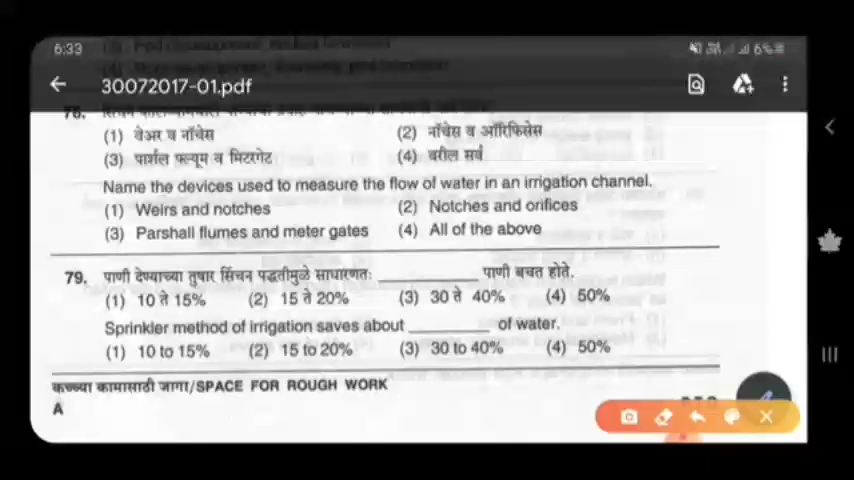 6:33
6%
30072017-01.pdf
78.
(1) वेअर व नॉचेस (2) नॉचेस व ऑरिफिसेस
(3) पार्शल फ्ल्यूम व मिटरगेट (4) वरील सर्व
Name the devices used to measure the flow of water in an irrigation channel.
(1) Weirs and notches (2) Notches and orifices
(3) Parshall flumes and meter gates (4) All of the above
79. पाणी देण्याच्या तुषार सिंचन पद्धतीमुळे साधारणतः __________ पाणी बचत होते.
(1) 10 ते 15% (2) 15 ते 20% (3) 30 ते 40% (4) 50%
Sprinkler method of irrigation saves about ________ of water.
(1) 10 to 15% (2) 15 to 20% (3) 30 to 40% (4) 50%
कच्च्या कामासाठी जागा/SPACE FOR ROUGH WORK
A